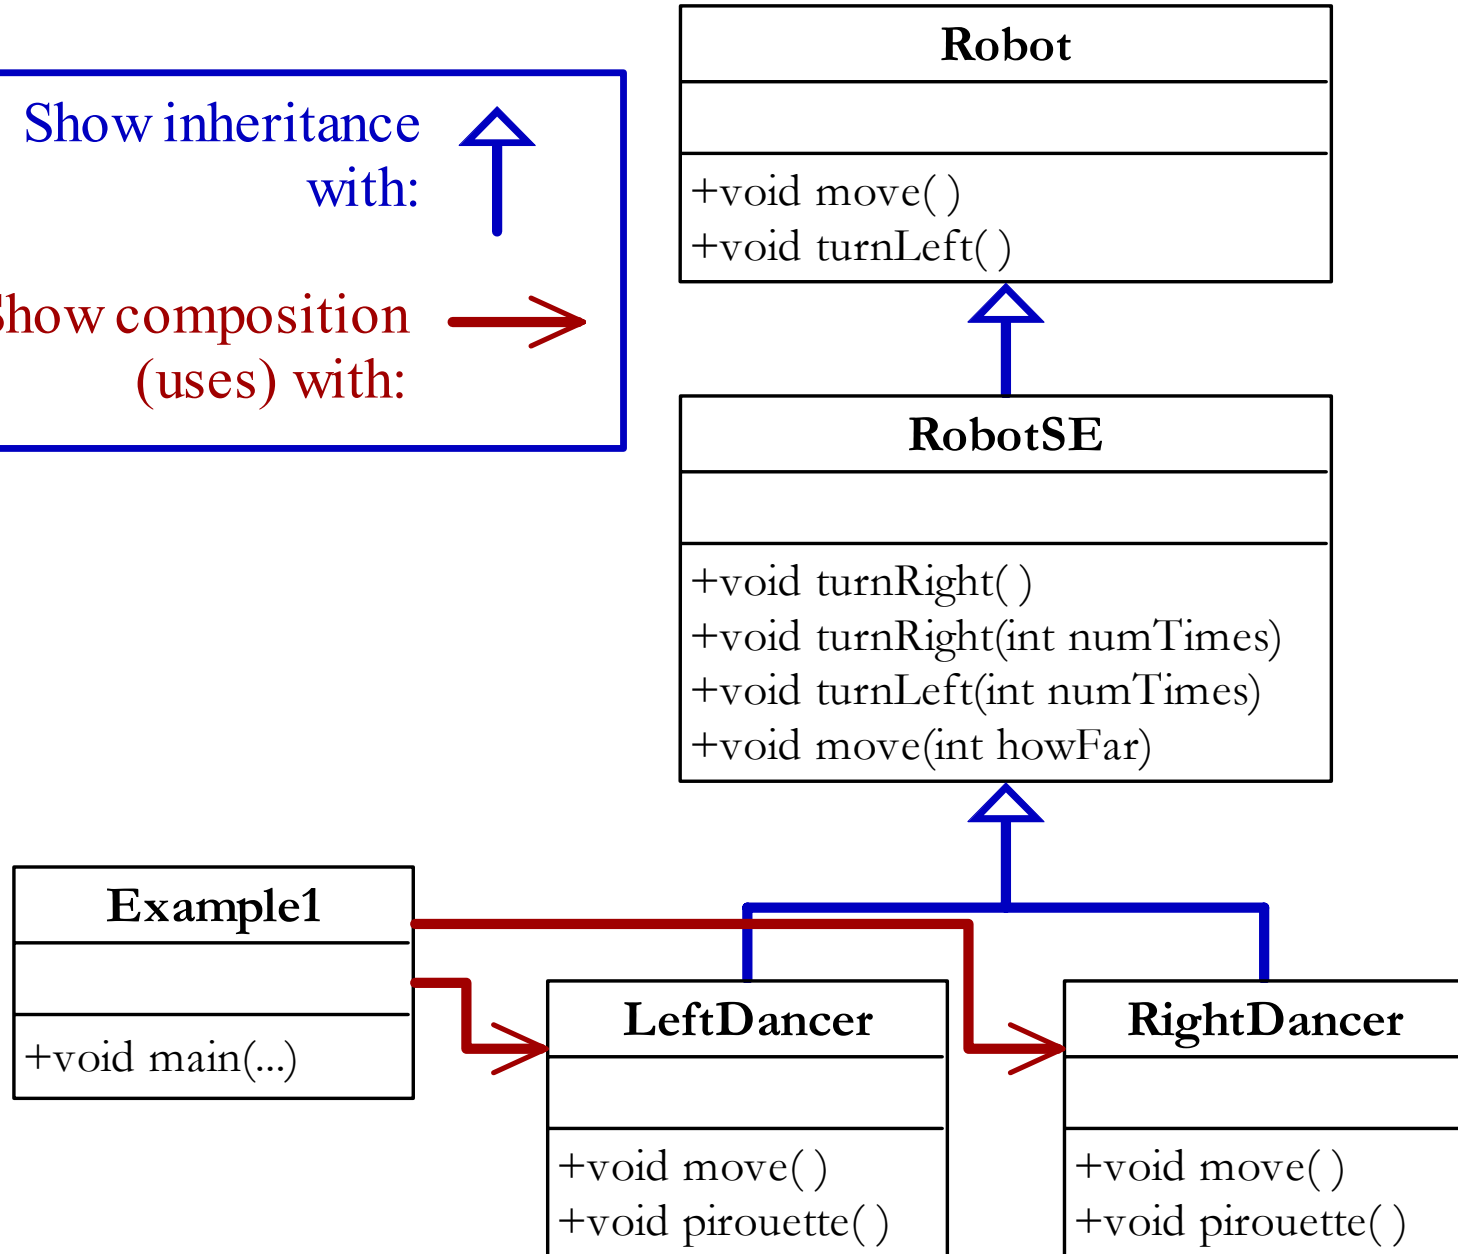 Show inheritance
with:
Show composition
(uses) with:
Robot
+void move( )
+void turnLeft( )
RobotSE
+void turnRight( )
+void turnRight(int numTimes)
+void turnLeft(int numTimes)
+void move(int howFar)
Example1
+void main(...)
LeftDancer
+void move( )
+void pirouette( )
RightDancer
+void move( )
+void pirouette( )